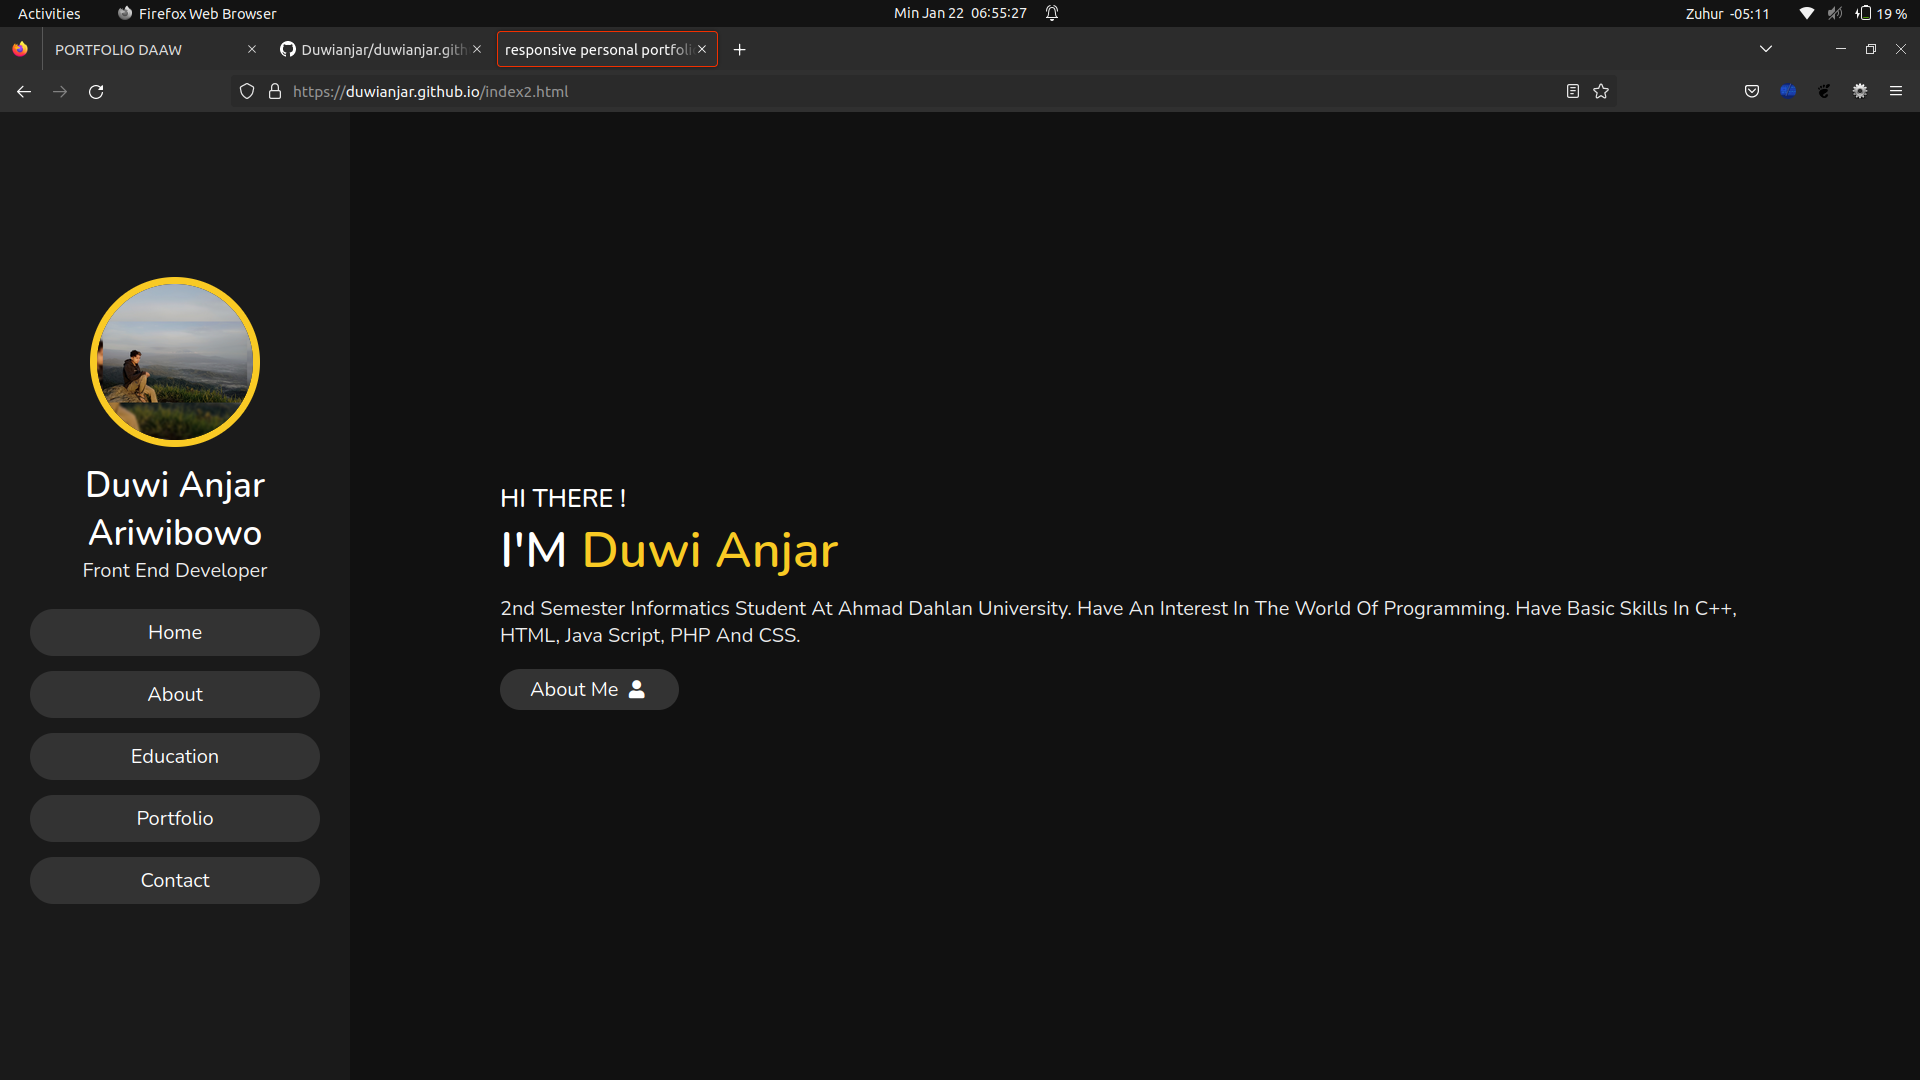 Activities
Firefox Web Browser
Min Jan 22 06:55:27
Zuhur -05:11
19 %
PORTFOLIO DAAW
Duwianjar/duwianjar.gith
responsive personal portfoli
https://duwianjar.github.io/index2.html
Duwi Anjar
Ariwibowo
Front End Developer
Home
About
Education
Portfolio
Contact
HI THERE !
I'M Duwi Anjar
2nd Semester Informatics Student At Ahmad Dahlan University. Have An Interest In The World Of Programming. Have Basic Skills In C++,
HTML, Java Script, PHP And CSS.
About Me